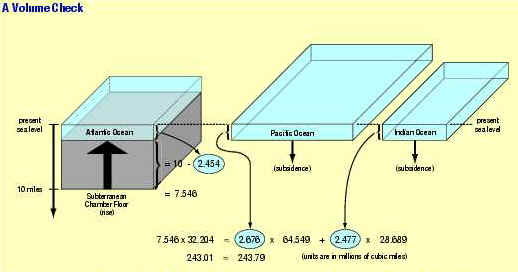 A Volume Check
present
sea level
Atlantic Ocean
Pacific Ocean
Indian Ocean
present
sea level
= 10 - 2.454
(subsidence)
(subsidence)
10 miles
Subterranean
Chamber Floor
(rise)
= 7.546
7.546 x 32.204 = 2.676 x 64.549 + 2.477 x 28.689
243.01 = 243.79 (units are in millions of cubic miles)